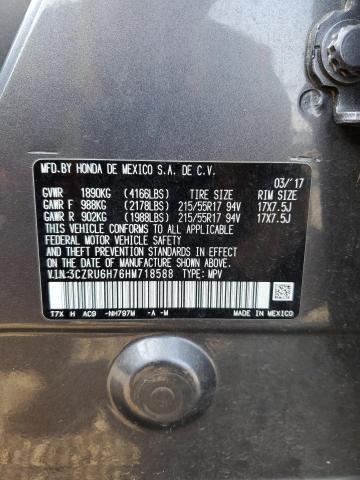 MFD.BY HONDA DE MEXICO S.A. DE C.V.
03/'17
GVWR 1890KG (4166LBS) TIRE SIZE RIM SIZE
GAWR F 988KG (2178LBS) 215/55R17 94V 17X7.5J
GAWR R 902KG (1988LBS) 215/55R17 94V 17X7.5J
THIS VEHICLE CONFORMS TO ALL APPLICABLE
FEDERAL MOTOR VEHICLE SAFETY STANDARDS IN
EFFECT ON THE DATE OF MANUFACTURE SHOWN
ABOVE.
V.I.N:3CZRU6H76HM718588 TYPE: MPV
T7X H AC9 -NH797M -A -M
MADE IN MEXICO